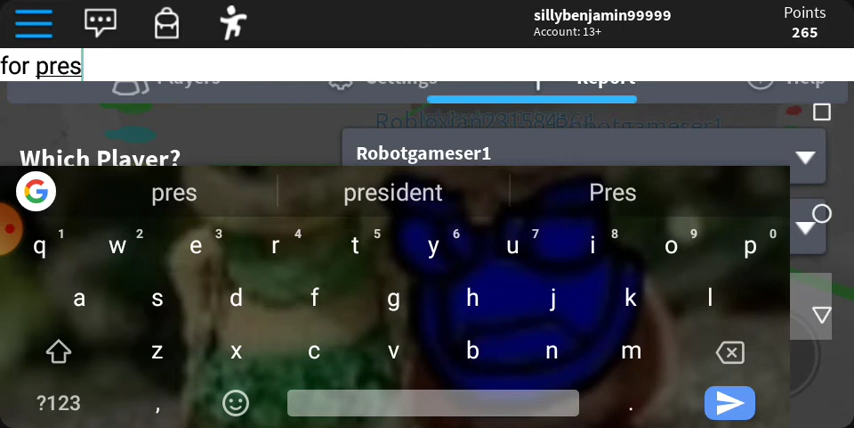 sillybenjamin99999
Account: 13+
Points
265
for pres
Players
Settings
Report
Help
Robotgameser1
Which Player?
Robotgameser1
G
pres president Pres
q 1 w 2 e 3 r 4 t 5 y 6 u 7 i 8 o 9 p 0
a s d f g h j k l
z x c v b n m
?123 , .